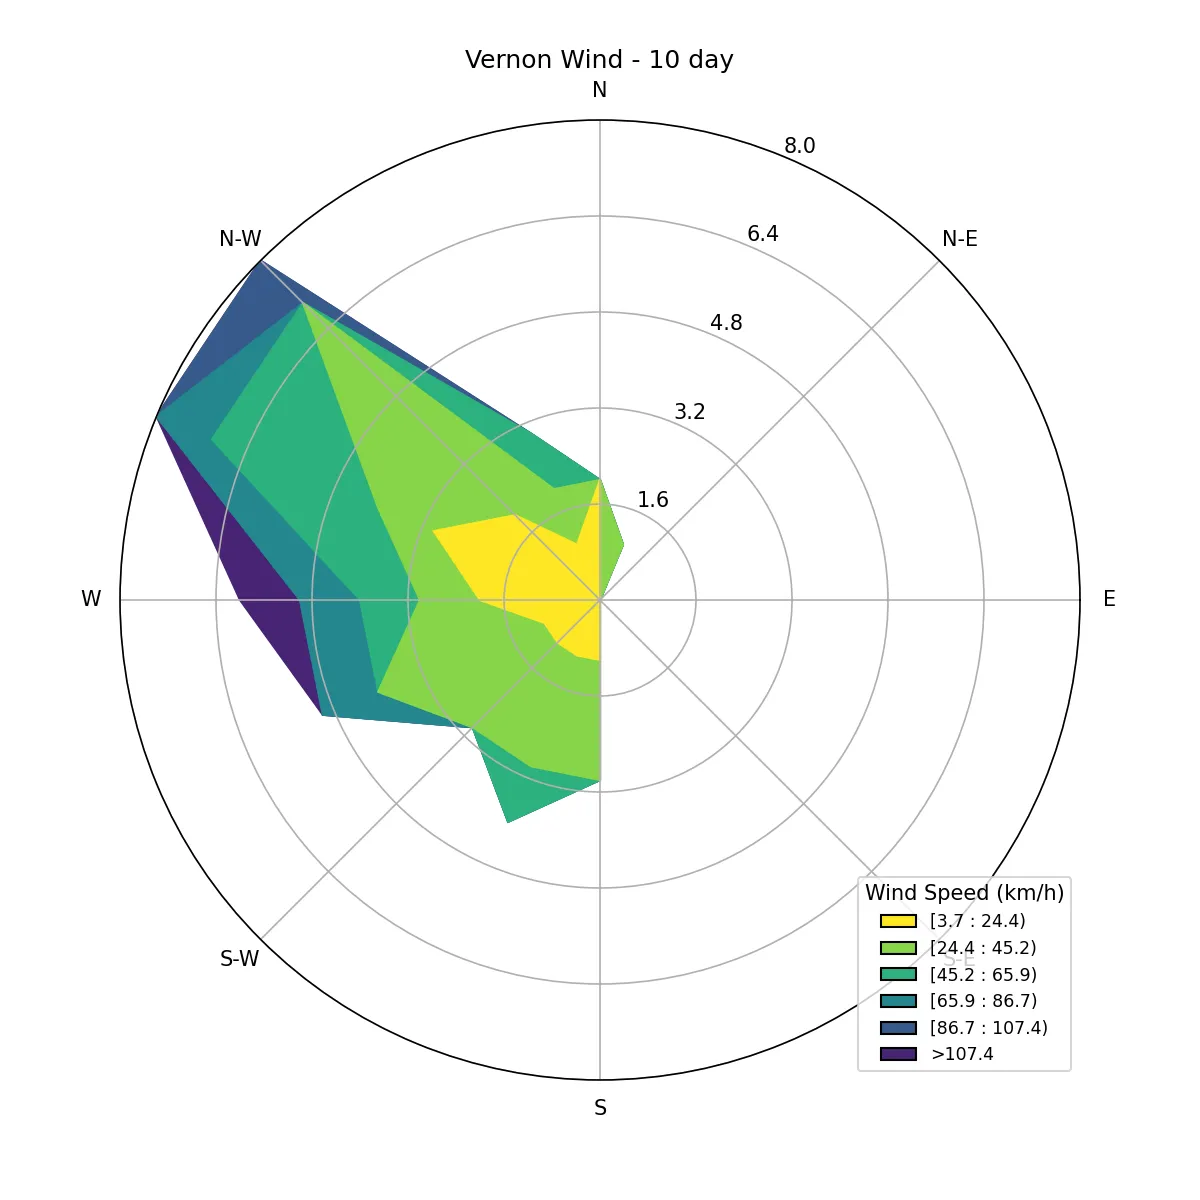 Vernon Wind - 10 day
N
8.0
N-W
6.4
N-E
4.8
3.2
1.6
W
E
Wind Speed (km/h)
[3.7 : 24.4)
[24.4 : 45.2)
S-W
S-E
[45.2 : 65.9)
[65.9 : 86.7)
[86.7 : 107.4)
>107.4
S